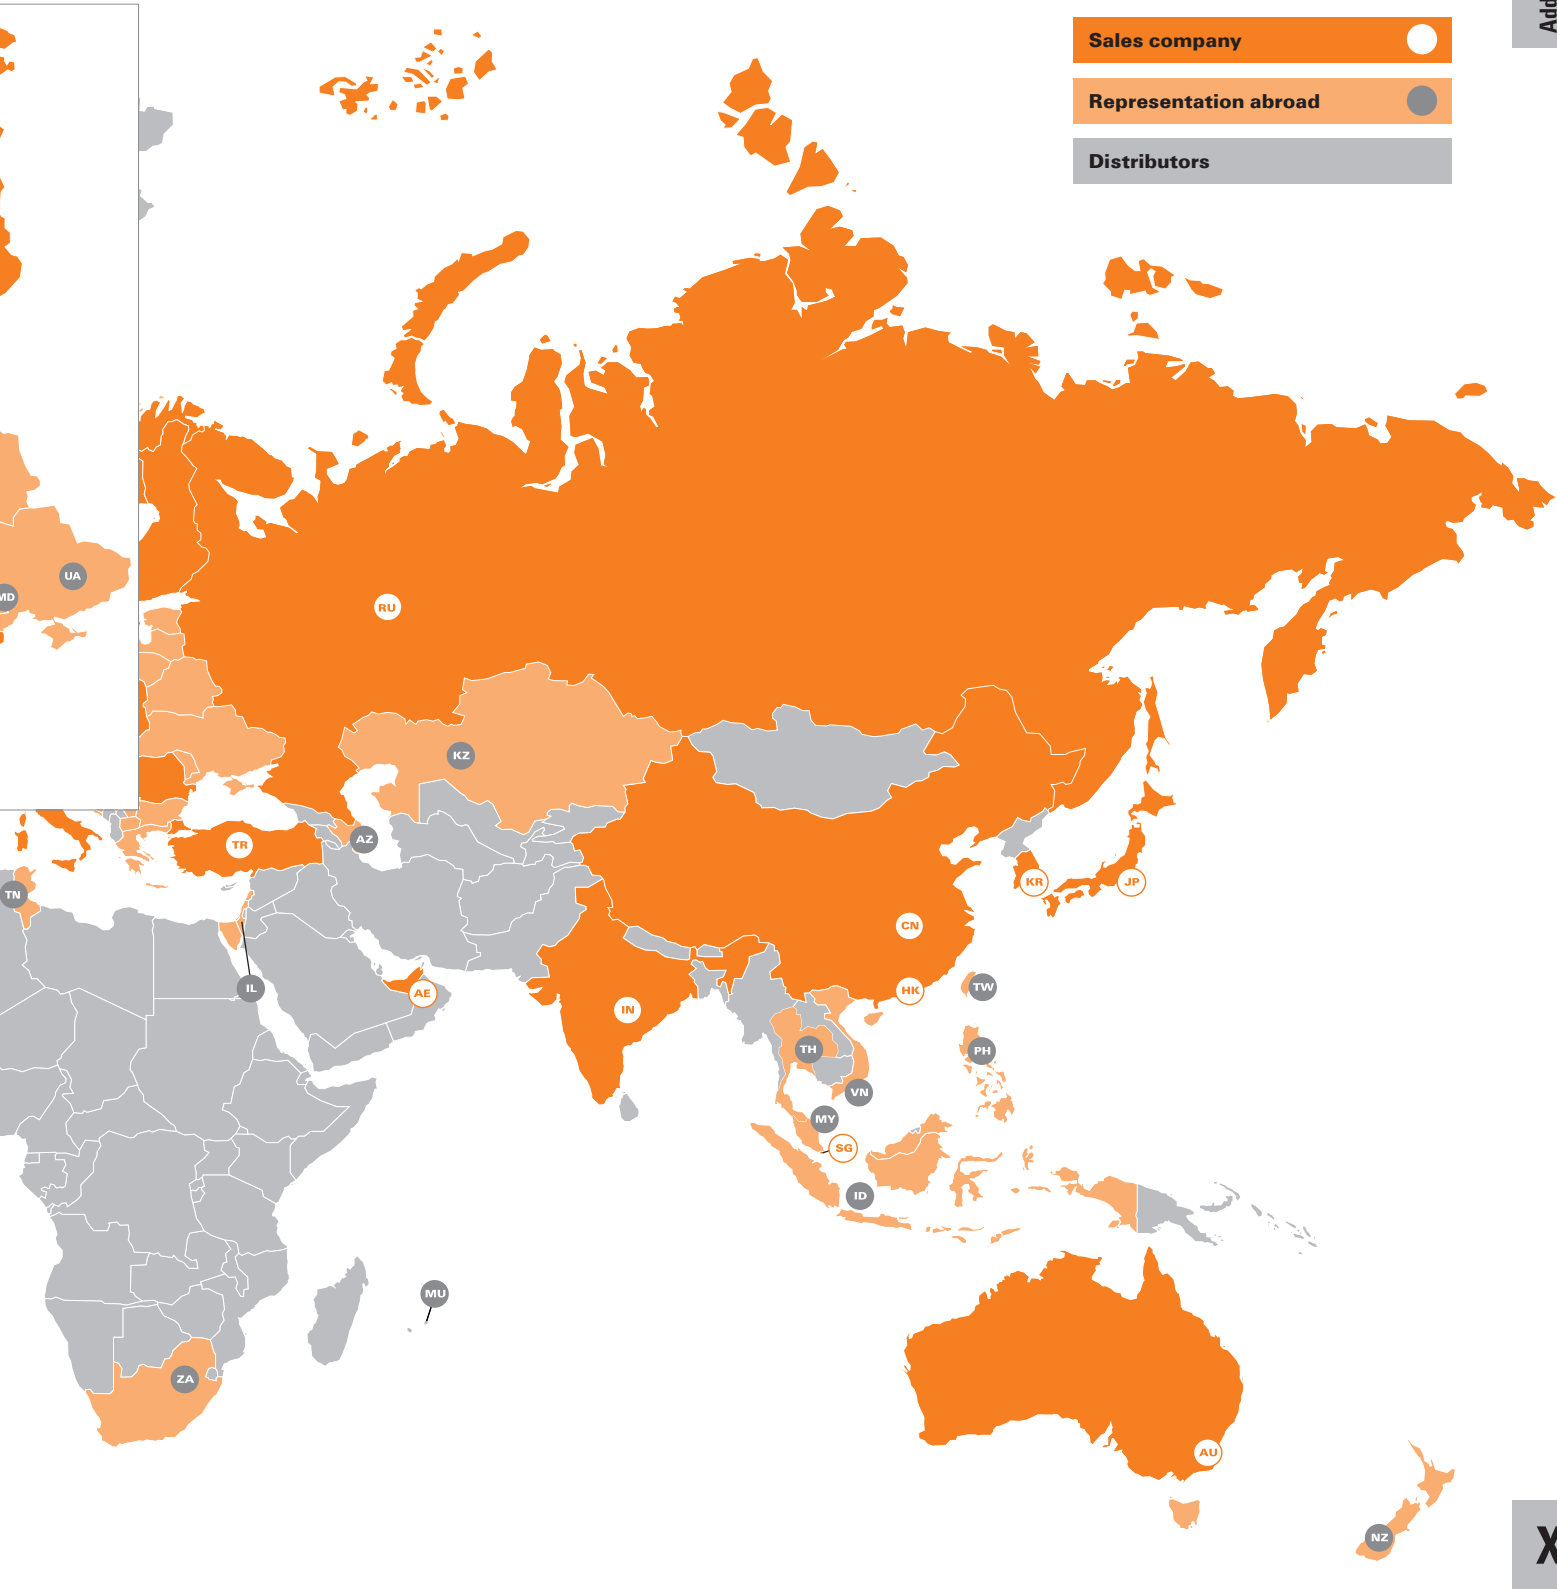 Add
Sales company
Representation abroad
Distributors
UA
MD
RU
KZ
AZ
TR
TN
KR
JP
CN
IL
AE
HK
TW
IN
TH
PH
VN
MY
SG
ID
MU
ZA
AU
NZ
X